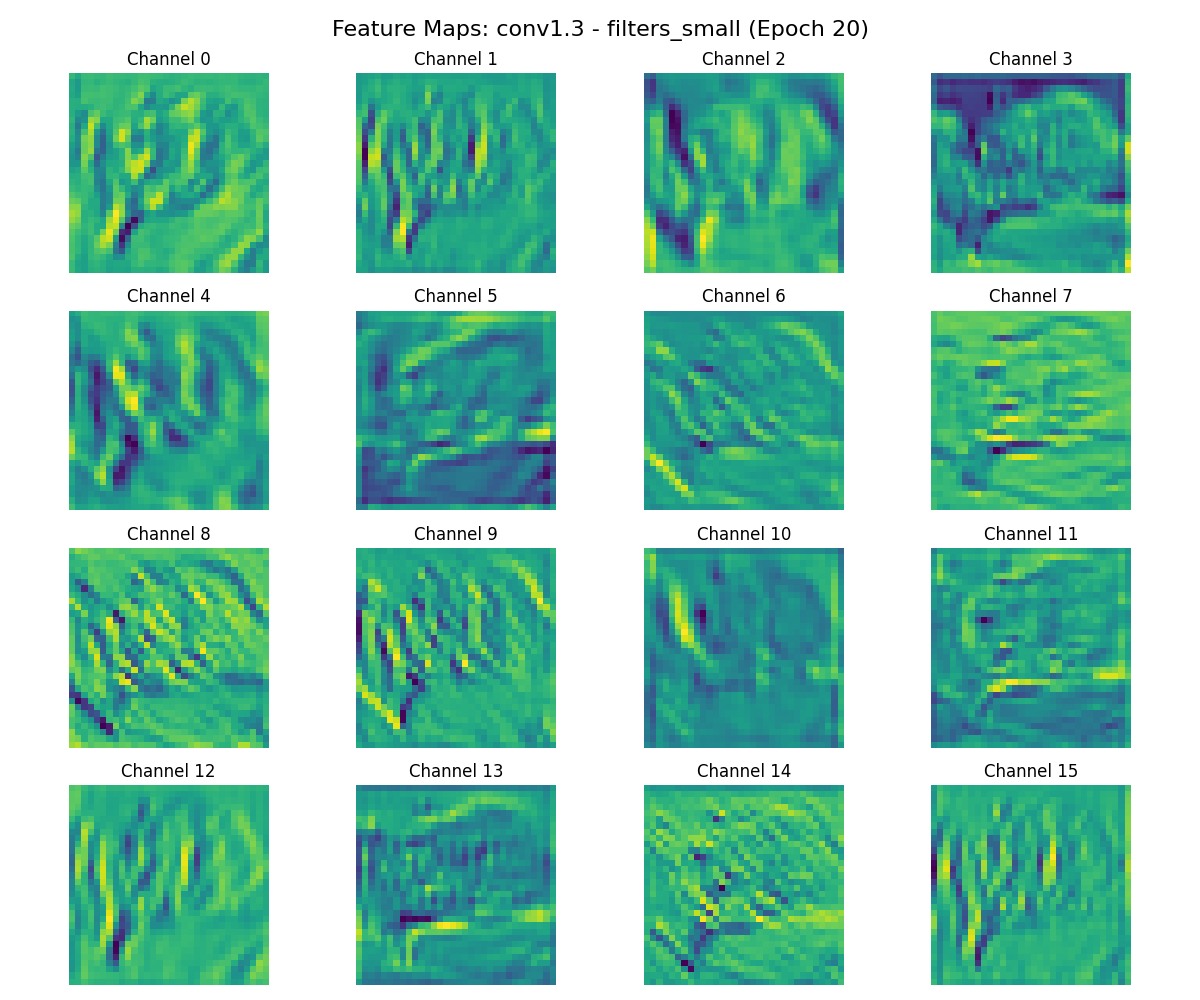 Feature Maps: conv1.3 - filters_small (Epoch 20)
Channel 0
Channel 1
Channel 2
Channel 3
Channel 4
Channel 5
Channel 6
Channel 7
Channel 8
Channel 9
Channel 10
Channel 11
Channel 12
Channel 13
Channel 14
Channel 15